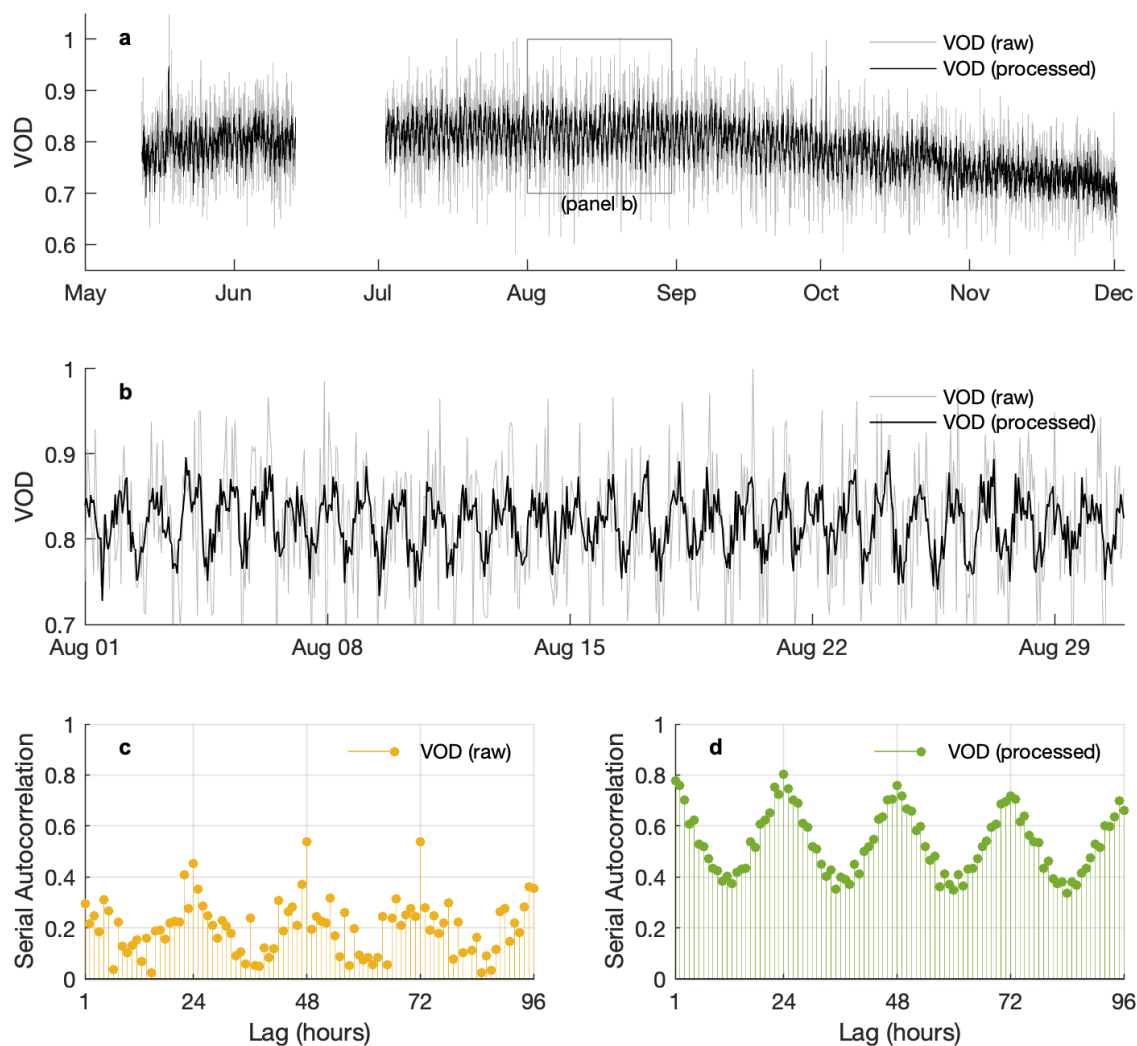 a
VOD (raw)
VOD (processed)
1
0.9
0.8
0.7
0.6
VOD
(panel b)
May Jun Jul Aug Sep Oct Nov Dec
b
VOD (raw)
VOD (processed)
1
0.9
0.8
0.7
VOD
Aug 01 Aug 08 Aug 15 Aug 22 Aug 29
c
VOD (raw)
1
0.8
0.6
0.4
0.2
0
Serial Autocorrelation
1 24 48 72 96
Lag (hours)
d
VOD (processed)
1
0.8
0.6
0.4
0.2
0
Serial Autocorrelation
1 24 48 72 96
Lag (hours)